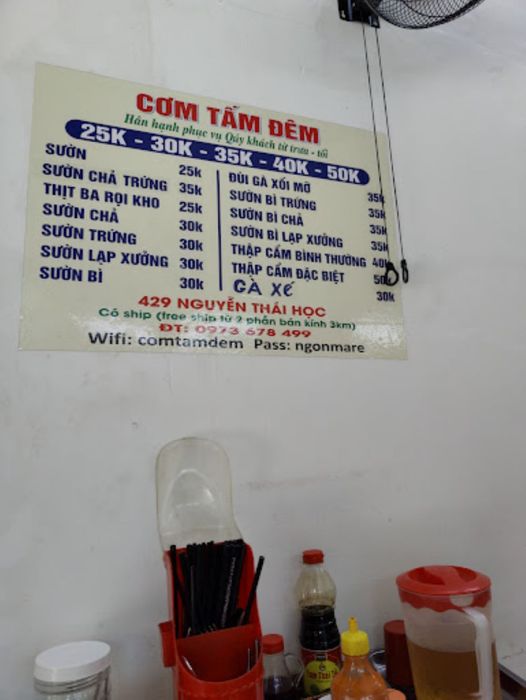 CƠM TẤM ĐÊM
Hân hạnh phục vụ Qúy khách từ trưa - tối
25K - 30K - 35K - 40K - 50K
SƯỜN 25k
SƯỜN CHẢ TRỨNG 35k
THỊT BA RỌI KHO 25k
SƯỜN CHẢ 30k
SƯỜN TRỨNG 30k
SƯỜN LẠP XƯỞNG 30k
SƯỜN BÌ 30k
ĐÙI GÀ XỐI MỠ 35k
SƯỜN BÌ TRỨNG 35k
SƯỜN BÌ CHẢ 35k
SƯỜN BÌ LẠP XƯỞNG 35k
THẬP CẨM BÌNH THƯỜNG 40k
THẬP CẨM ĐẶC BIỆT 50k
GÀ XÉ 30k
429 NGUYỄN THÁI HỌC
Có ship (free ship từ 2 phần bán kính 3km)
ĐT: 0973 678 499
Wifi: comtamdem Pass: ngonmare